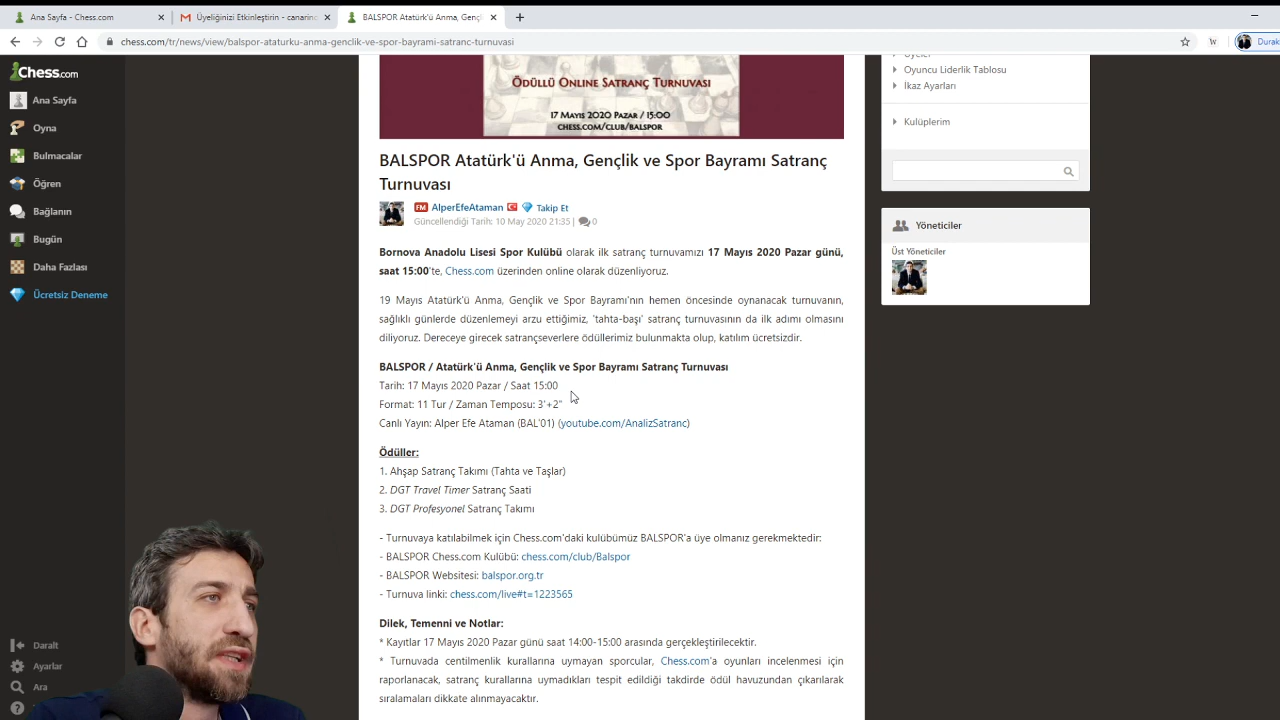 Ana Sayfa - Chess.com
Üyeliğinizi Etkinleştirin - canarinc
BALSPOR Atatürk'ü Anma, Gençl
chess.com/tr/news/view/balspor-ataturku-anma-genclik-ve-spor-bayrami-satranc-turnuvasi
W
Durak
Chess.com
Ana Sayfa
Oyna
Bulmacalar
Öğren
Bağlanın
Bugün
Daha Fazlası
Ücretsiz Deneme
Daralt
Ayarlar
Ara
ÖDÜLLÜ ONLINE SATRANÇ TURNUVASI
17 MAYIS 2020 PAZAR / 15:00
CHESS.COM/CLUB/BALSPOR
BALSPOR Atatürk'ü Anma, Gençlik ve Spor Bayramı Satranç
Turnuvası
FM AlperEfeAtaman Takip Et
Güncellendiği Tarih: 10 May 2020 21:35 | 0
Bornova Anadolu Lisesi Spor Kulübü olarak ilk satranç turnuvamızı 17 Mayıs 2020 Pazar günü,
saat 15:00'te, Chess.com üzerinden online olarak düzenliyoruz.
19 Mayıs Atatürk'ü Anma, Gençlik ve Spor Bayramı'nın hemen öncesinde oynanacak turnuvanın,
sağlıklı günlerde düzenlemeyi arzu ettiğimiz, 'tahta-başı' satranç turnuvasının da ilk adımı olmasını
diliyoruz. Dereceye girecek satrançseverlere ödüllerimiz bulunmakta olup, katılım ücretsizdir.
BALSPOR / Atatürk'ü Anma, Gençlik ve Spor Bayramı Satranç Turnuvası
Tarih: 17 Mayıs 2020 Pazar / Saat 15:00
Format: 11 Tur / Zaman Temposu: 3'+2"
Canlı Yayın: Alper Efe Ataman (BAL'01) (youtube.com/AnalizSatranc)
Ödüller:
1. Ahşap Satranç Takımı (Tahta ve Taşlar)
2. DGT Travel Timer Satranç Saati
3. DGT Profesyonel Satranç Takımı
- Turnuvaya katılabilmek için Chess.com'daki kulübümüz BALSPOR'a üye olmanız gerekmektedir:
- BALSPOR Chess.com Kulübü: chess.com/club/Balspor
- BALSPOR Websitesi: balspor.org.tr
- Turnuva linki: chess.com/live#t=1223565
Dilek, Temenni ve Notlar:
* Kayıtlar 17 Mayıs 2020 Pazar günü saat 14:00-15:00 arasında gerçekleştirilecektir.
* Turnuvada centilmenlik kurallarına uymayan sporcular, Chess.com'a oyunları incelenmesi için
raporlanacak, satranç kurallarına uymadıkları tespit edildiği takdirde ödül havuzundan çıkarılarak
sıralamaları dikkate alınmayacaktır.
Oyuncu Liderlik Tablosu
İkaz Ayarları
Kulüplerim
Yöneticiler
Üst Yöneticiler